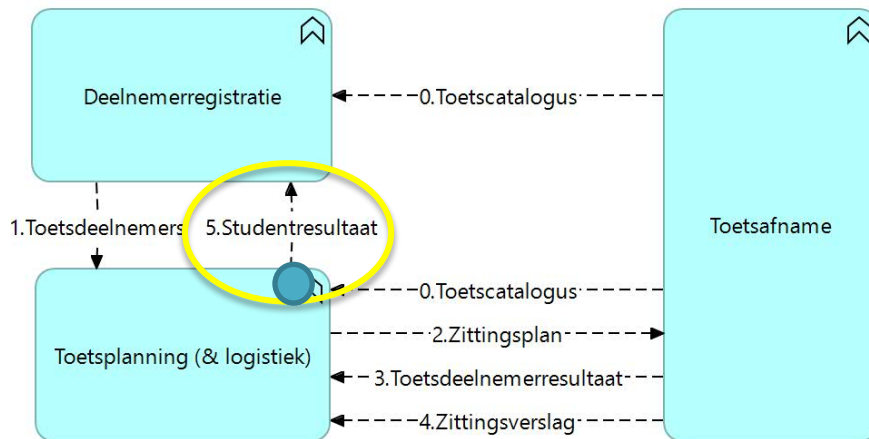 Deelnemerregistratie
0.Toetscatalogus
1.Toetsdeelnemers
5.Studentresultaat
Toetsafname
0.Toetscatalogus
2.Zittingsplan
Toetsplanning (& logistiek)
3.Toetsdeelnemerresultaat
4.Zittingsverslag